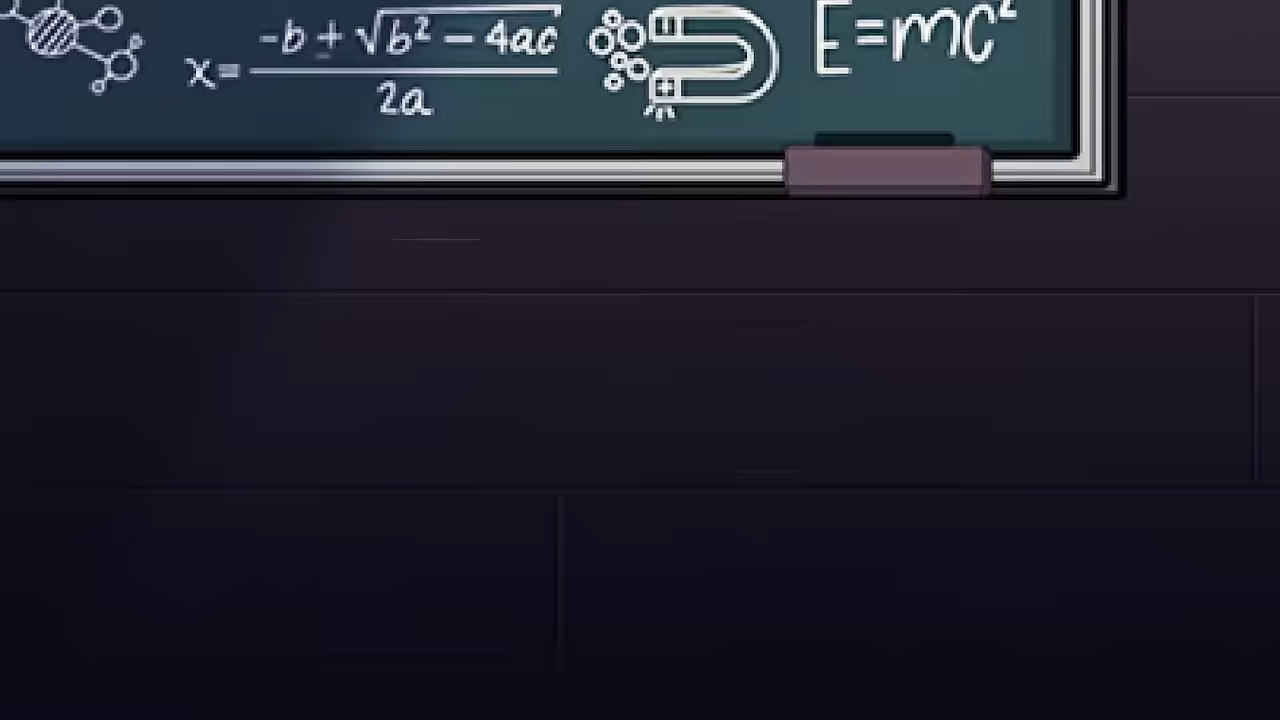 x= -b ± √b² - 4ac
2a
E=mc²